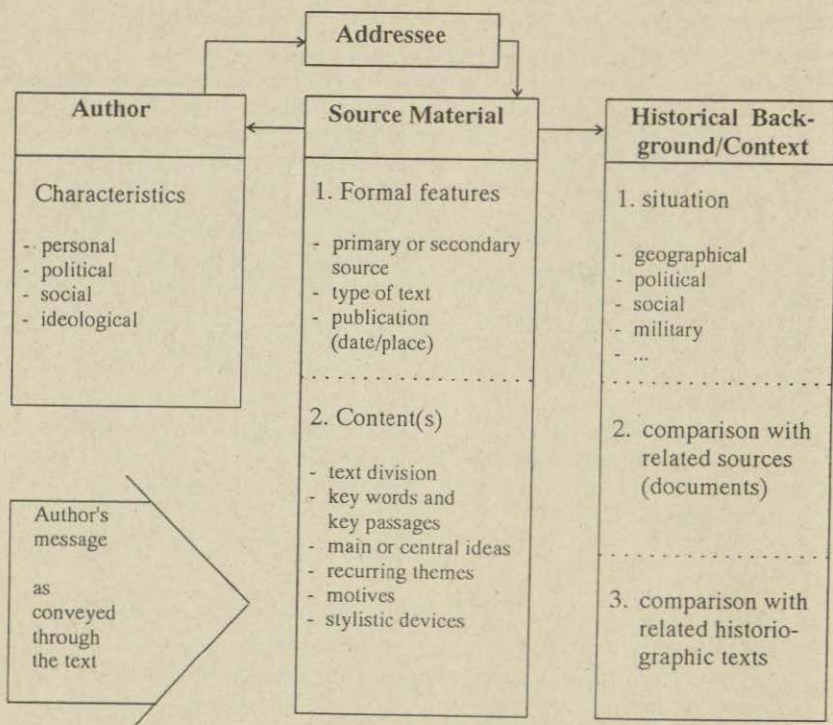 Addressee
Author
Characteristics
- personal
- political
- social
- ideological
Source Material
1. Formal features
- primary or secondary
source
- type of text
- publication
(date/place)
2. Content(s)
- text division
- key words and
key passages
- main or central ideas
- recurring themes
- motives
- stylistic devices
Historical Back-
ground/Context
1. situation
- geographical
- political
- social
- military
- ...
2. comparison with
related sources
(documents)
3. comparison with
related historio-
graphic texts
Author's
message
as
conveyed
through
the text